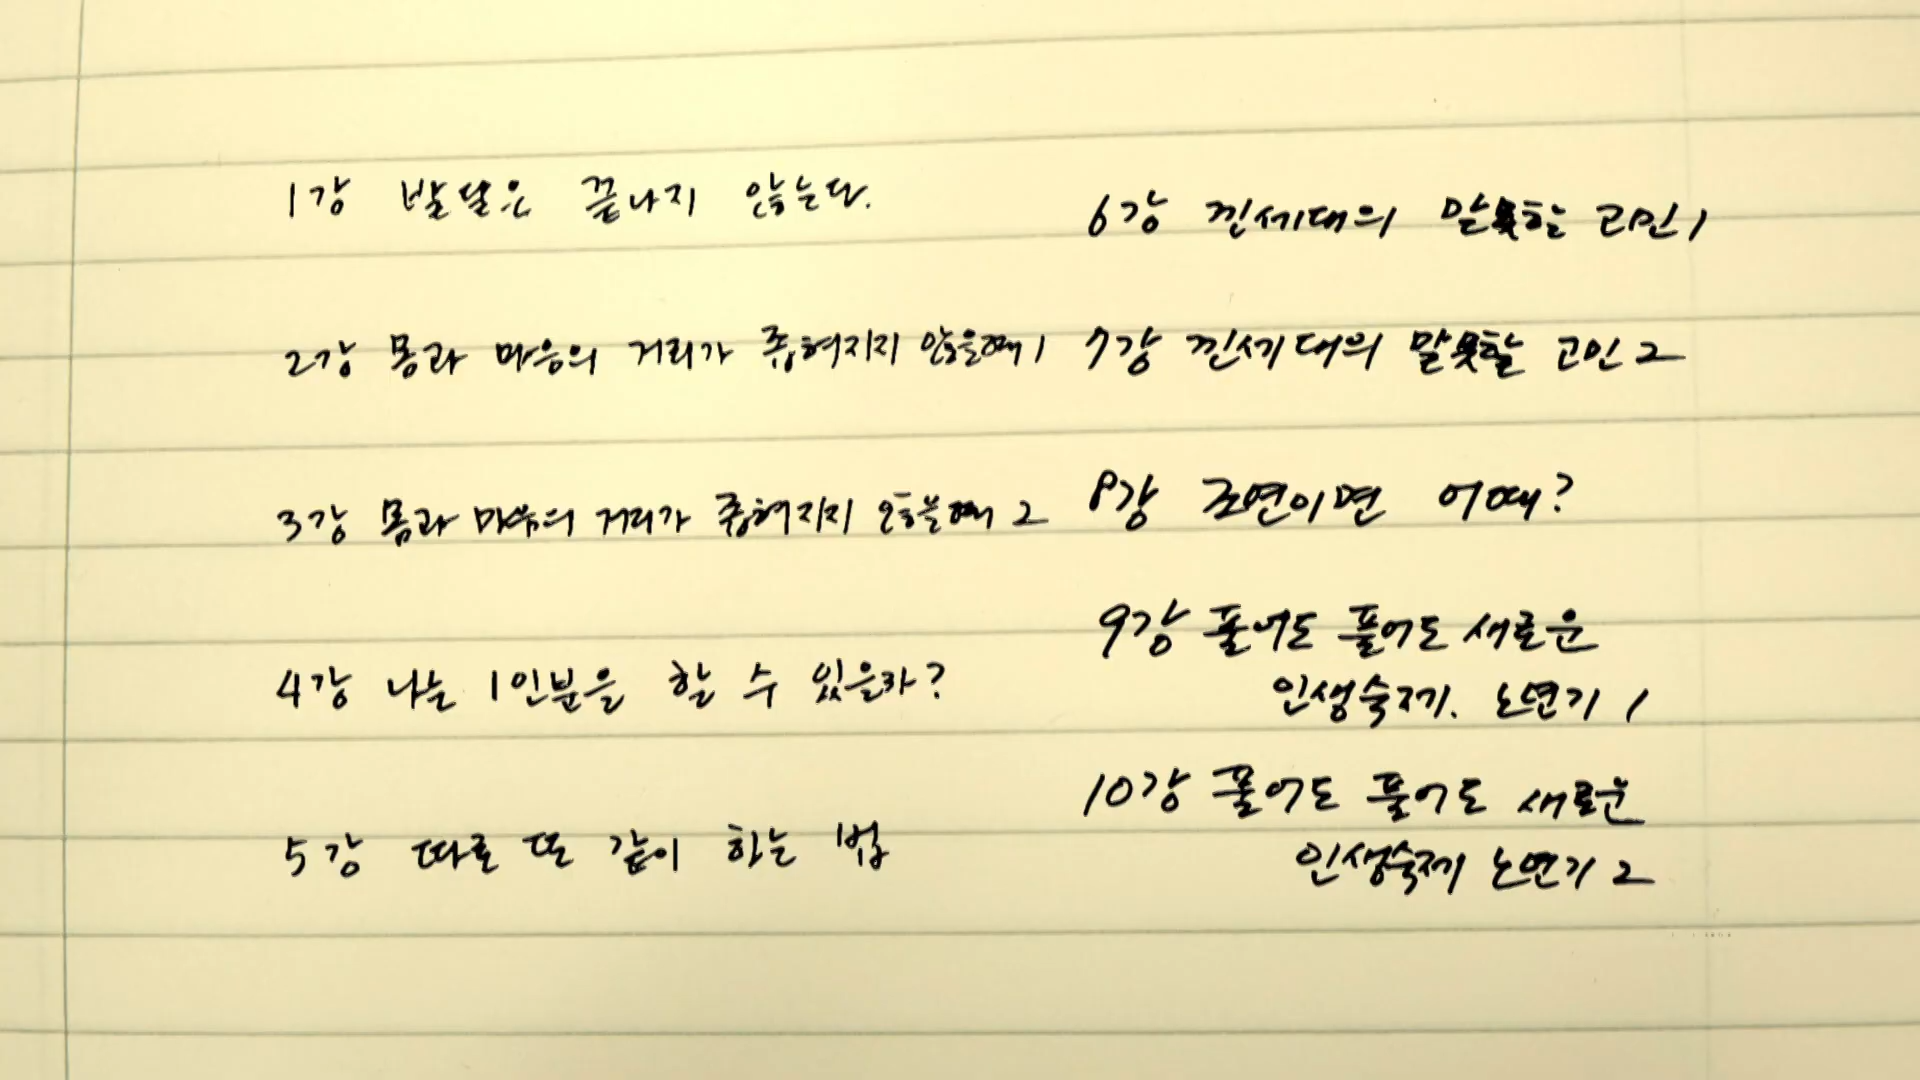 1강 발달은 끝나지 않는다.
2강 몸과 마음의 거리가 좁혀지지 않을때 1
3강 몸과 마음의 거리가 좁혀지지 않을때 2
4강 나는 1인분을 할 수 있을까?
5강 따로 또 같이 하는 법
6강 낀세대의 말못할 고민 1
7강 낀세대의 말못할 고민 2
8강 조연이면 어때?
9강 풀어도 풀어도 새로운
인생숙제. 노년기 1
10강 풀어도 풀어도 새로운
인생숙제 노년기 2